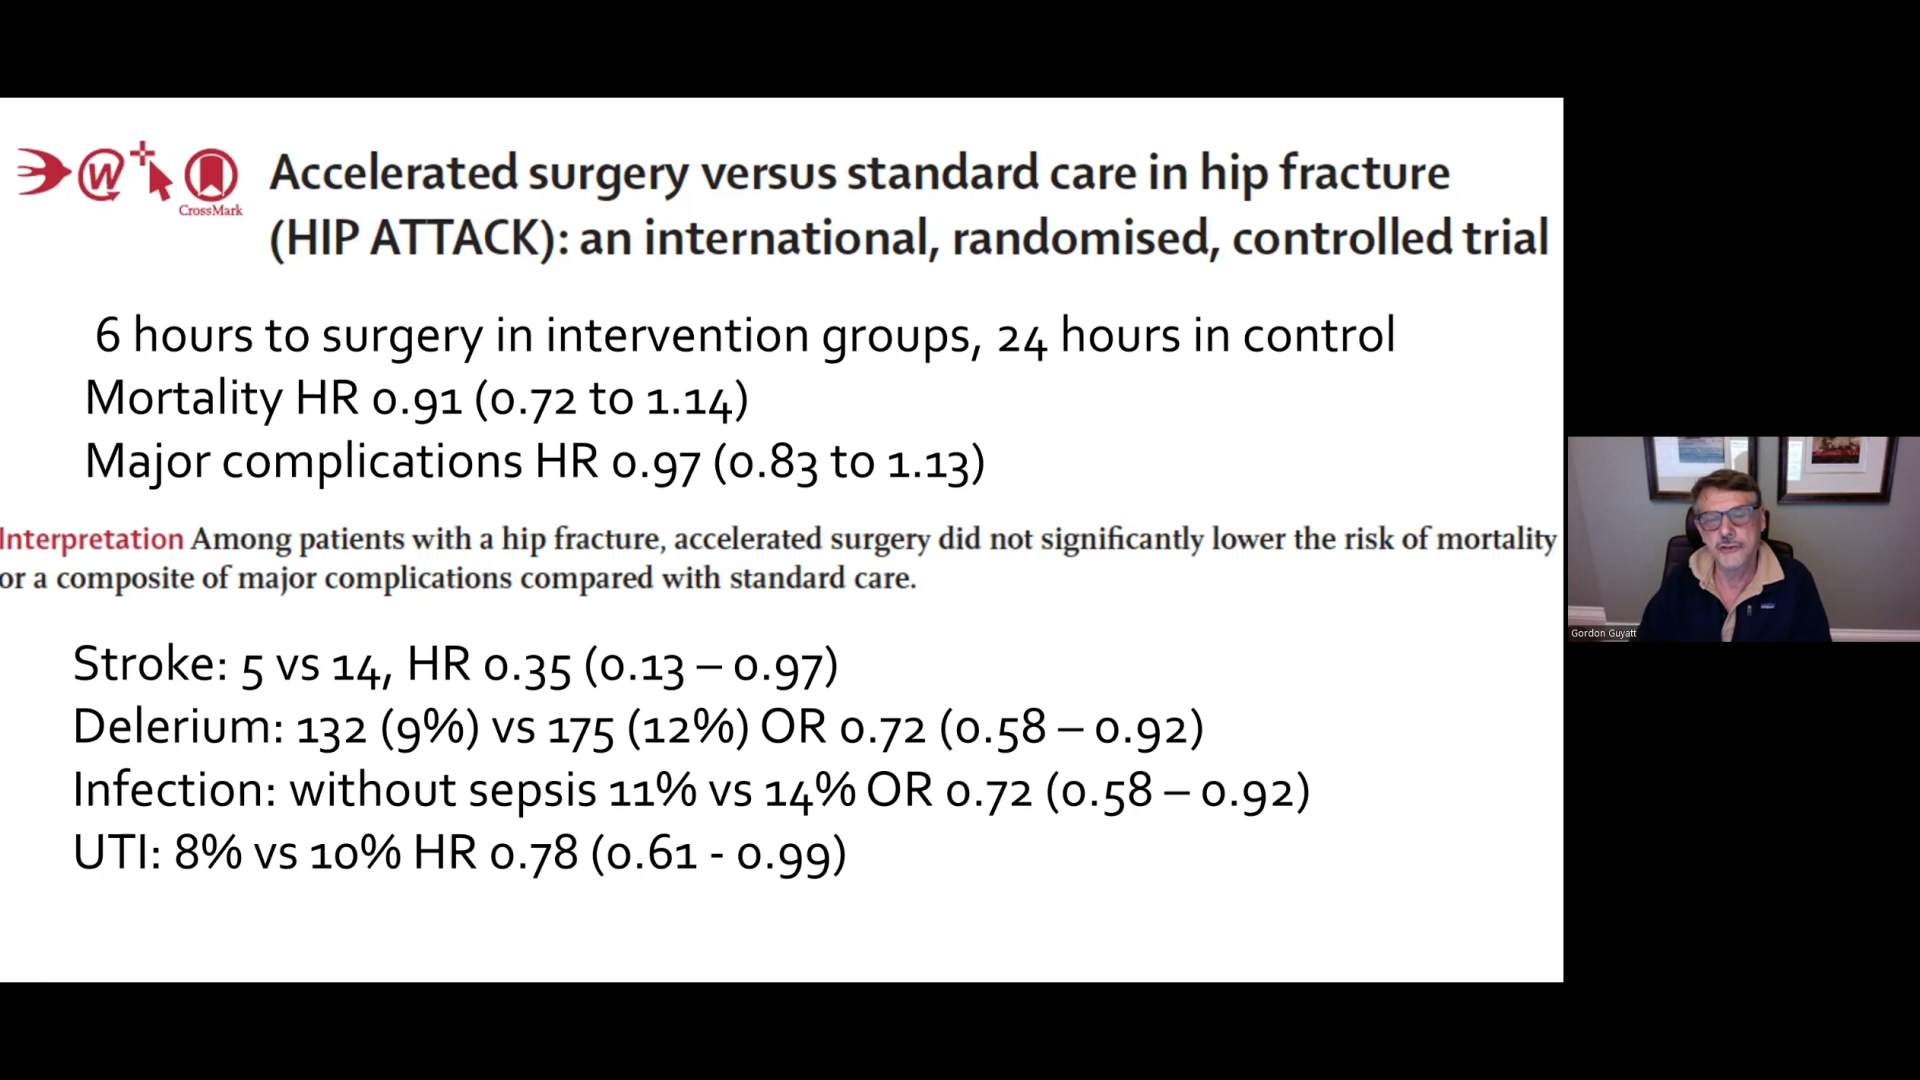 W
CrossMark
Accelerated surgery versus standard care in hip fracture
(HIP ATTACK): an international, randomised, controlled trial
6 hours to surgery in intervention groups, 24 hours in control
Mortality HR 0.91 (0.72 to 1.14)
Major complications HR 0.97 (0.83 to 1.13)
Interpretation Among patients with a hip fracture, accelerated surgery did not significantly lower the risk of mortality
or a composite of major complications compared with standard care.
Stroke: 5 vs 14, HR 0.35 (0.13 – 0.97)
Delerium: 132 (9%) vs 175 (12%) OR 0.72 (0.58 – 0.92)
Infection: without sepsis 11% vs 14% OR 0.72 (0.58 – 0.92)
UTI: 8% vs 10% HR 0.78 (0.61 - 0.99)
Gordon Guyatt